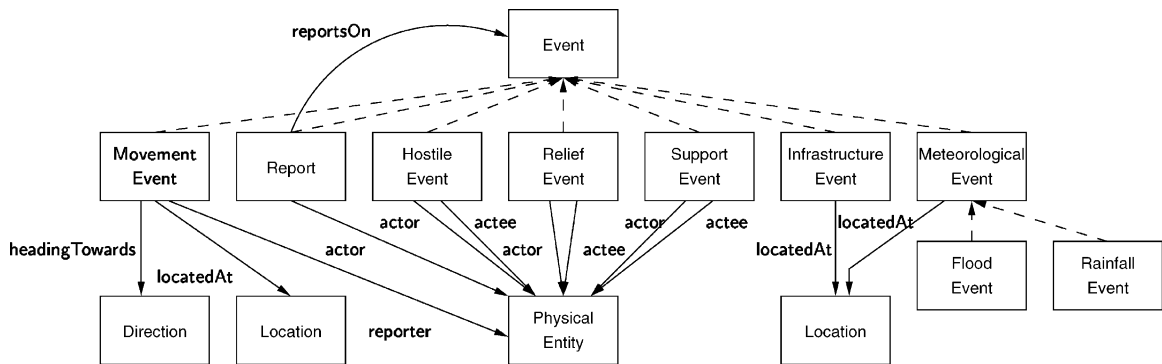 reportsOn
Event
Movement
Event
Report
Hostile
Event
Relief
Event
Support
Event
Infrastructure
Event
Meteorological
Event
actor
actee
actor
actee
locatedAt
headingTowards
actor
actor
actee
locatedAt
locatedAt
Flood
Event
Rainfall
Event
Direction
Location
reporter
Physical
Entity
Location